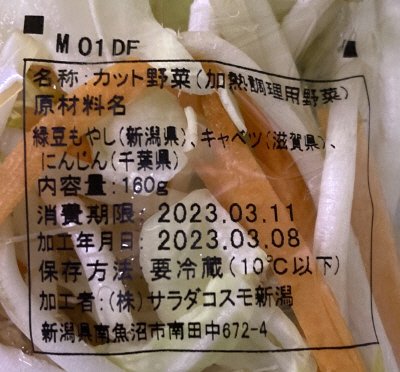 M 01DF
名称:カット野菜(加熱調理用野菜)
原材料名
緑豆もやし(新潟県)、キャベツ(滋賀県)、
にんじん(千葉県)
内容量:160g
消費期限:2023.03.11
加工年月日:2023.03.08
保存方法:要冷蔵(10℃以下)
加工者:(株)サラダコスモ新潟
新潟県南魚沼市南田中672-4